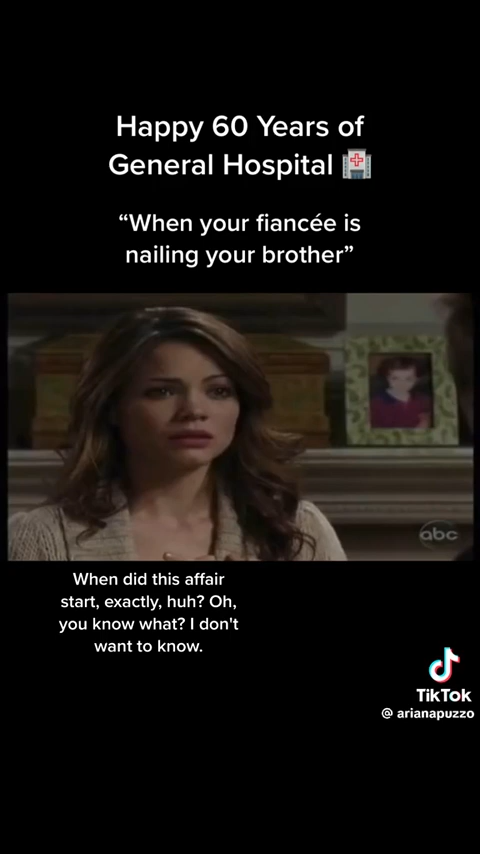 Happy 60 Years of
General Hospital 🏥
“When your fiancée is
nailing your brother”
abc
When did this affair
start, exactly, huh? Oh,
you know what? I don't
want to know.
TikTok
@ arianapuzzo